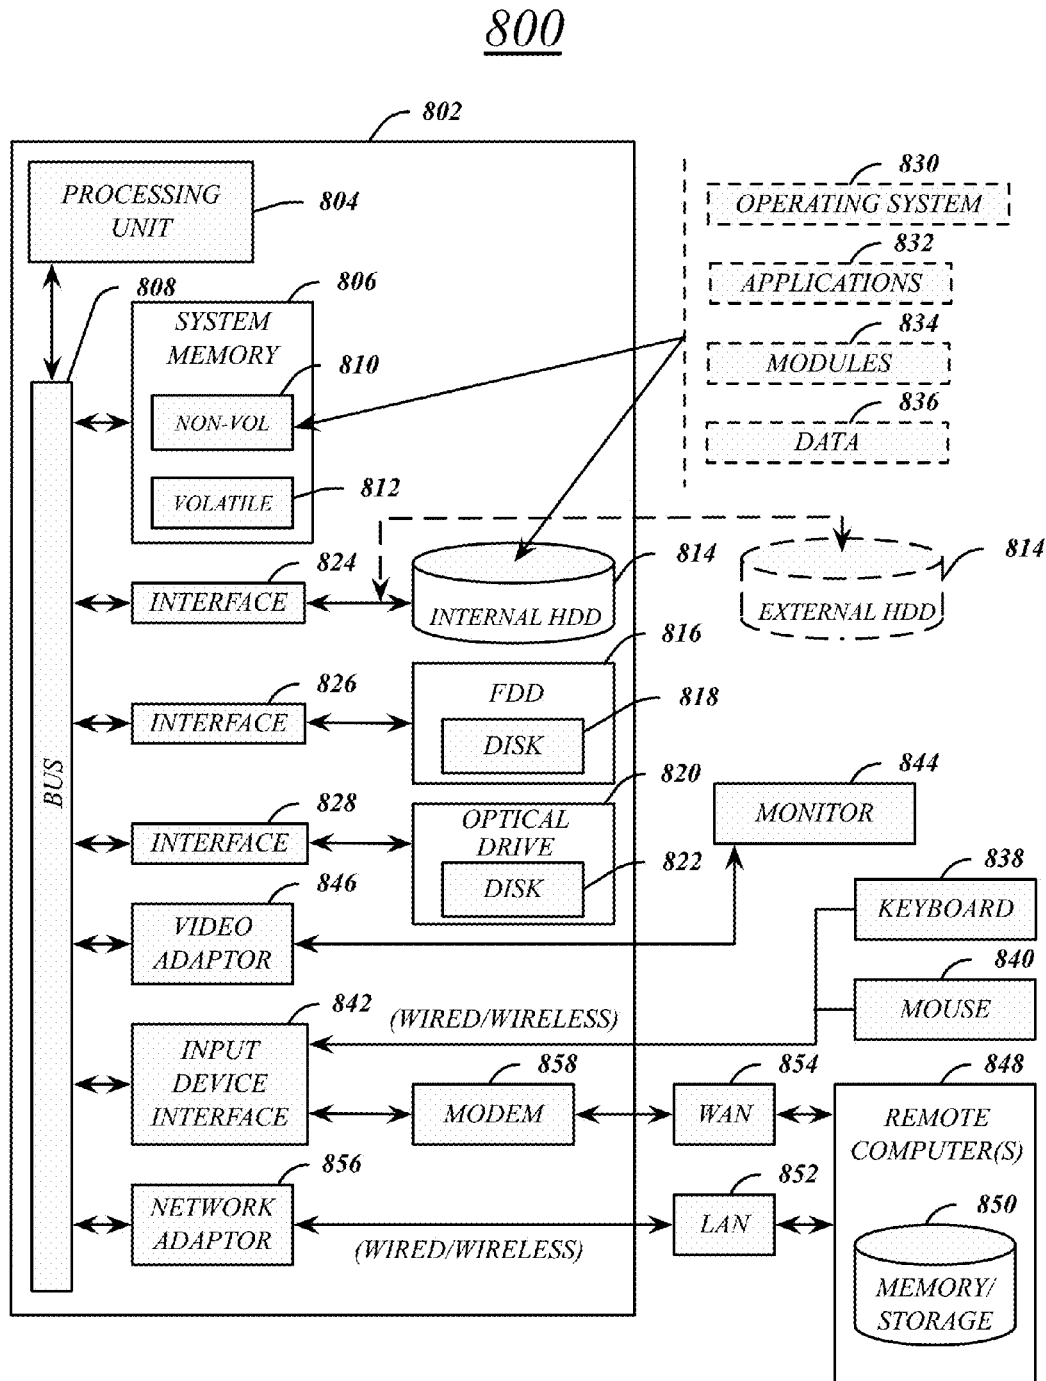 800
802
PROCESSING
UNIT
804
808
806
SYSTEM
MEMORY
810
NON-VOL
812
VOLATILE
830
OPERATING SYSTEM
832
APPLICATIONS
834
MODULES
836
DATA
824
INTERFACE
814
INTERNAL HDD
814
EXTERNAL HDD
816
826
INTERFACE
FDD
818
DISK
BUS
820
828
INTERFACE
OPTICAL
DRIVE
822
DISK
844
MONITOR
846
VIDEO
ADAPTOR
838
KEYBOARD
840
MOUSE
842
(WIRED/WIRELESS)
INPUT
DEVICE
INTERFACE
858
MODEM
854
WAN
848
REMOTE
COMPUTER(S)
856
NETWORK
ADAPTOR
(WIRED/WIRELESS)
852
LAN
850
MEMORY/
STORAGE